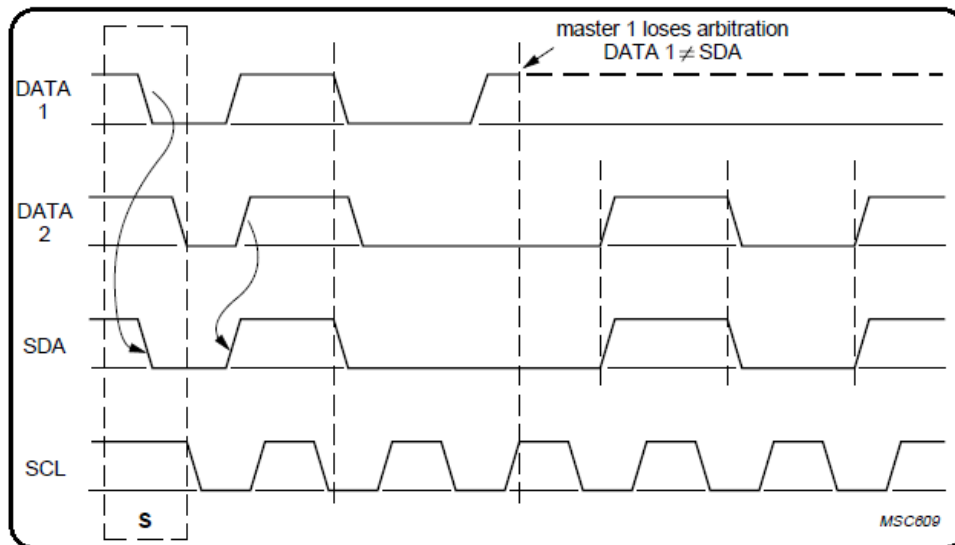 master 1 loses arbitration
DATA 1 ≠ SDA
DATA
1
DATA
2
SDA
SCL
S
MSC609